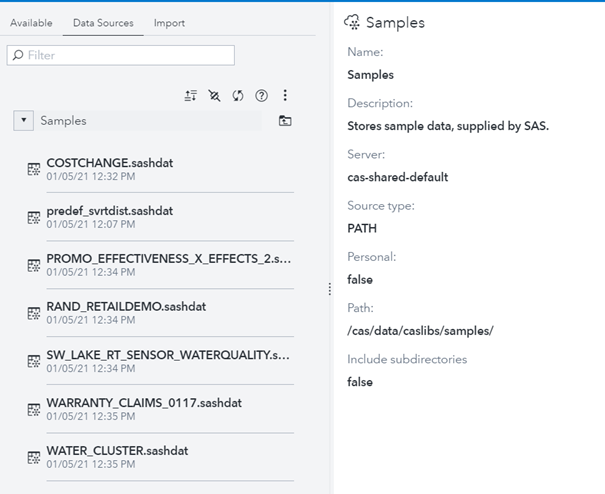 Available Data Sources Import
Filter
Samples
COSTCHANGE.sashdat
01/05/21 12:32 PM
predef_svrtdist.sashdat
01/05/21 12:07 PM
PROMO_EFFECTIVENESS_X_EFFECTS_2.s...
01/05/21 12:34 PM
RAND_RETAILDEMO.sashdat
01/05/21 12:34 PM
SW_LAKE_RT_SENSOR_WATERQUALITY.s...
01/05/21 12:34 PM
WARRANTY_CLAIMS_0117.sashdat
01/05/21 12:35 PM
WATER_CLUSTER.sashdat
01/05/21 12:35 PM
Samples
Name:
Samples
Description:
Stores sample data, supplied by SAS.
Server:
cas-shared-default
Source type:
PATH
Personal:
false
Path:
/cas/data/caslibs/samples/
Include subdirectories
false